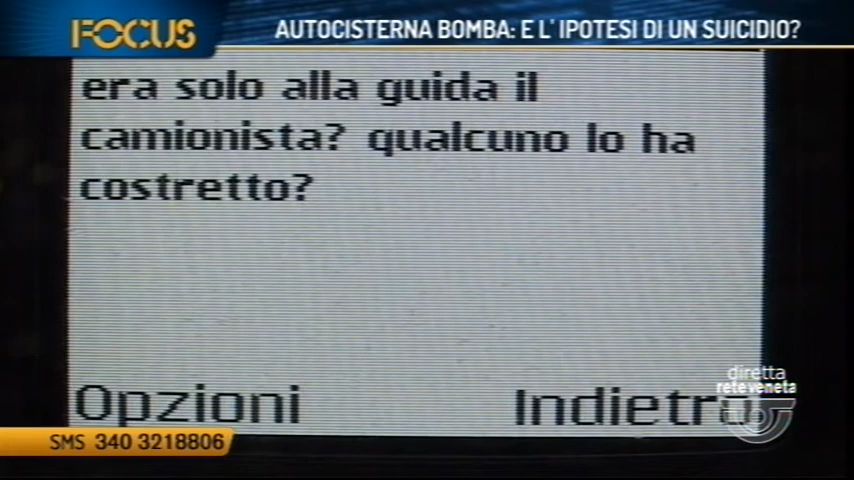 FOCUS
AUTOCISTERNA BOMBA: E L' IPOTESI DI UN SUICIDIO?
era solo alla guida il
camionista? qualcuno lo ha
costretto?
Opzioni Indietro
diretta
reteveneta
SMS 340 3218806